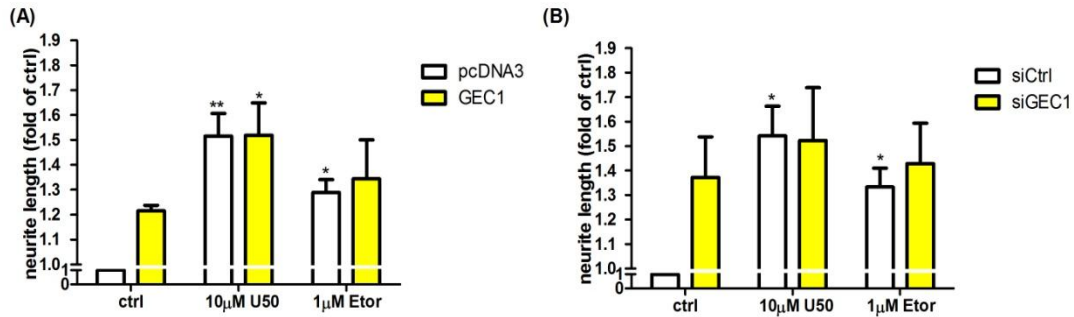 (A)
neurite length (fold of ctrl)
1.9
1.8
1.7
1.6
1.5
1.4
1.3
1.2
1.1
1.0
1
0
**
*
*
pcDNA3
GEC1
ctrl
10μM U50
1μM Etor
(B)
neurite length (fold of ctrl)
1.9
1.8
1.7
1.6
1.5
1.4
1.3
1.2
1.1
1.0
1
0
*
*
siCtrl
siGEC1
ctrl
10μM U50
1μM Etor